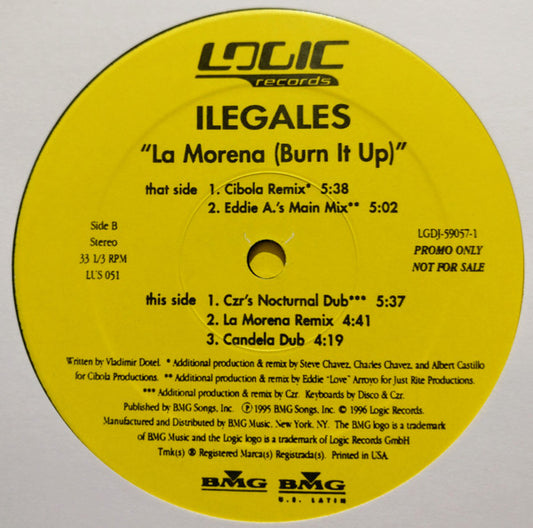 LOGIC
records
ILEGALES
"La Morena (Burn It Up)"
that side 1. Cibola Remix* 5:38
2. Eddie A.'s Main Mix** 5:02
Side B
Stereo
33 1/3 RPM
LUS 051
LGDJ-59057-1
PROMO ONLY
NOT FOR SALE
this side 1. Czr's Nocturnal Dub*** 5:37
2. La Morena Remix 4:41
3. Candela Dub 4:19
Written by Vladimir Dotel. * Additional production & remix by Steve Chavez, Charles Chavez, and Albert Castillo
for Cibola Productions. ** Additional production & remix by Eddie "Love" Arroyo for Just Rite Productions.
*** Additional production & remix by Czr. Keyboards by Disco & Czr.
Published by BMG Songs, Inc. Ⓟ 1995 BMG Songs, Inc. © 1996 Logic Records.
Manufactured and Distributed by BMG Music, New York, NY. The BMG logo is a trademark
of BMG Music and the Logic logo is a trademark of Logic Records GmbH
Tmk(s) ® Registered Marca(s) Registrada(s). Printed in USA.
BMG BMG
U.S. LATIN